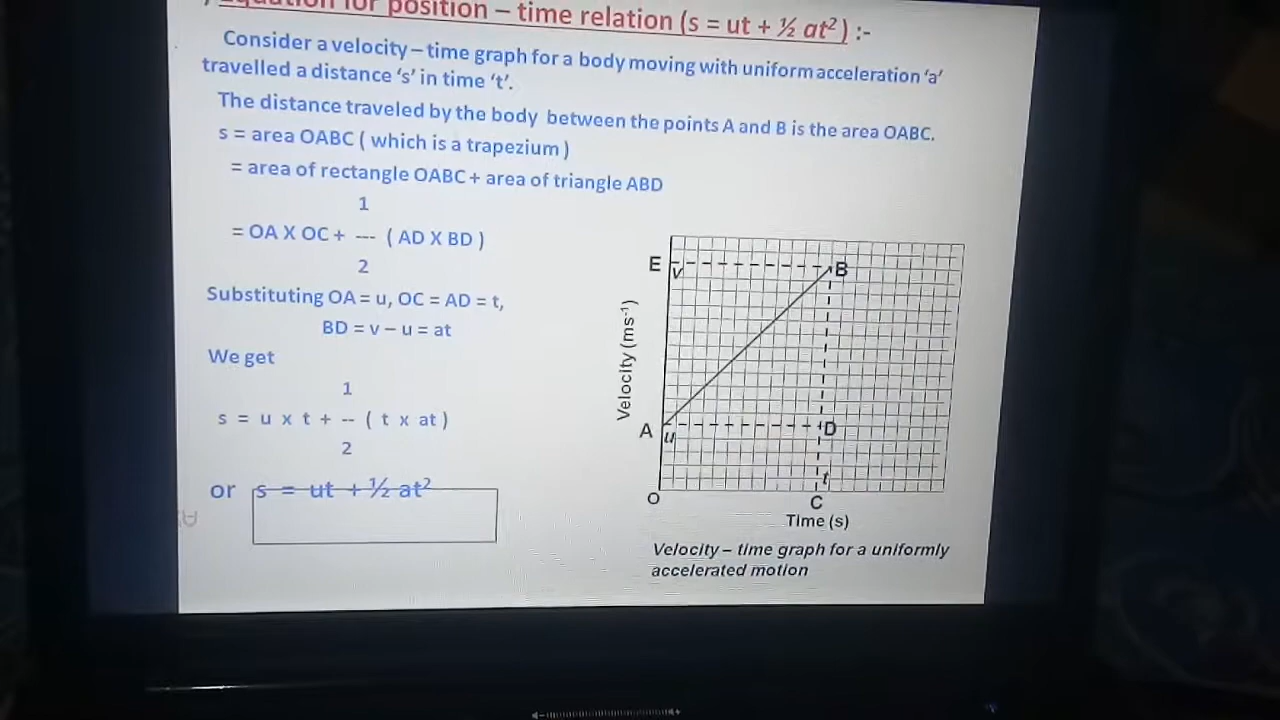 Equation for position – time relation (s = ut + ½ at²) :-
Consider a velocity – time graph for a body moving with uniform acceleration ‘a’
travelled a distance ‘s’ in time ‘t’.
The distance traveled by the body between the points A and B is the area OABC.
s = area OABC ( which is a trapezium )
= area of rectangle OABC + area of triangle ABD
1
= OA X OC + --- ( AD X BD )
2
Substituting OA = u, OC = AD = t,
BD = v – u = at
We get
1
s = u x t + -- ( t x at )
2
or s = ut + ½ at²
E v B
Velocity (ms⁻¹)
A u D
t
O C
Time (s)
Velocity – time graph for a uniformly
accelerated motion